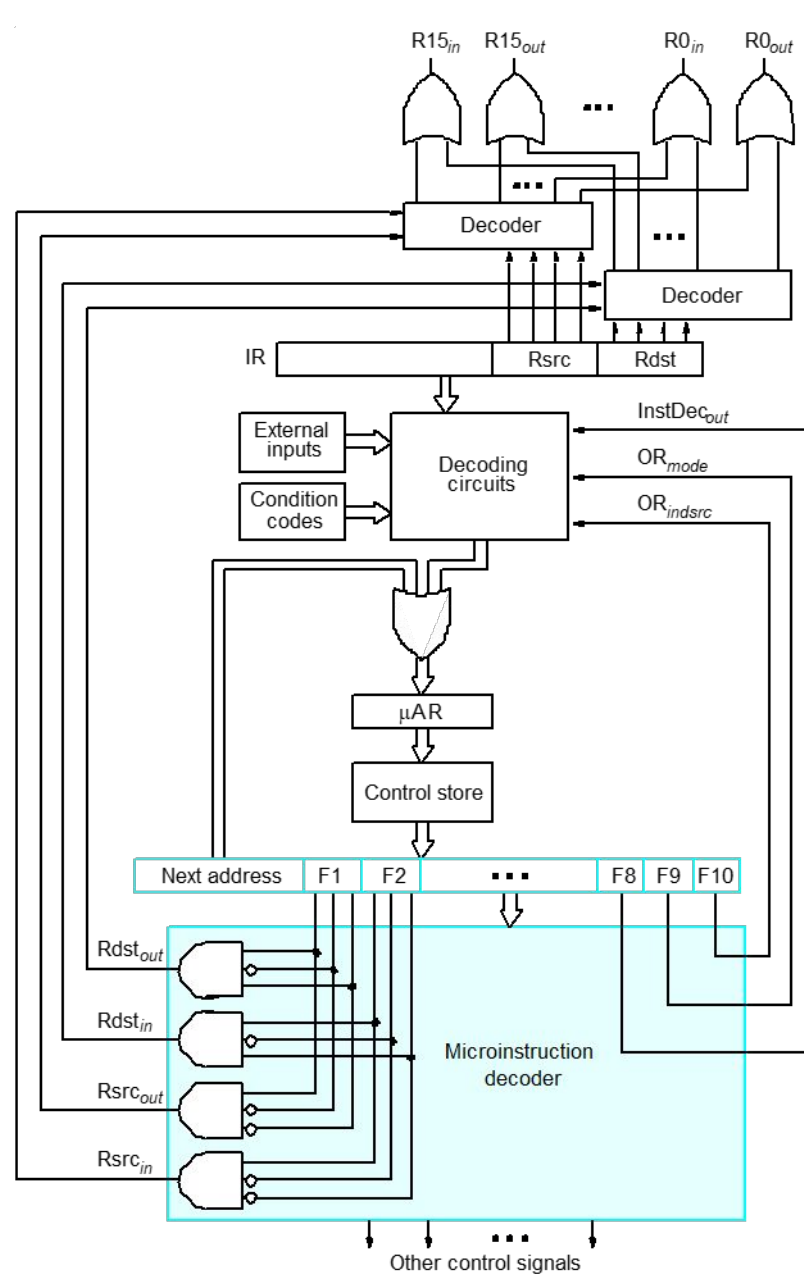 R15in R15out R0in R0out
Decoder
Decoder
IR Rsrc Rdst
External
inputs
Condition
codes
Decoding
circuits
InstDecout
ORmode
ORindsrc
μAR
Control store
Next address F1 F2 F8 F9 F10
Rdstout
Rdstin
Rsrcout
Rsrcin
Microinstruction
decoder
Other control signals